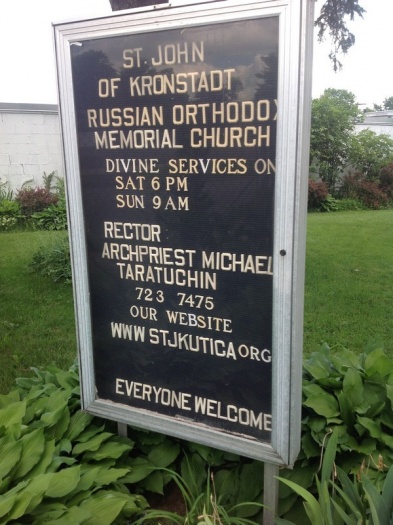 ST. JOHN
OF KRONSTADT
RUSSIAN ORTHODOX
MEMORIAL CHURCH
DIVINE SERVICES ON
SAT 6 PM
SUN 9 AM
RECTOR
ARCHPRIEST MICHAEL
TARATUCHIN
723 7475
OUR WEBSITE
WWW STJKUTICA ORG
EVERYONE WELCOME